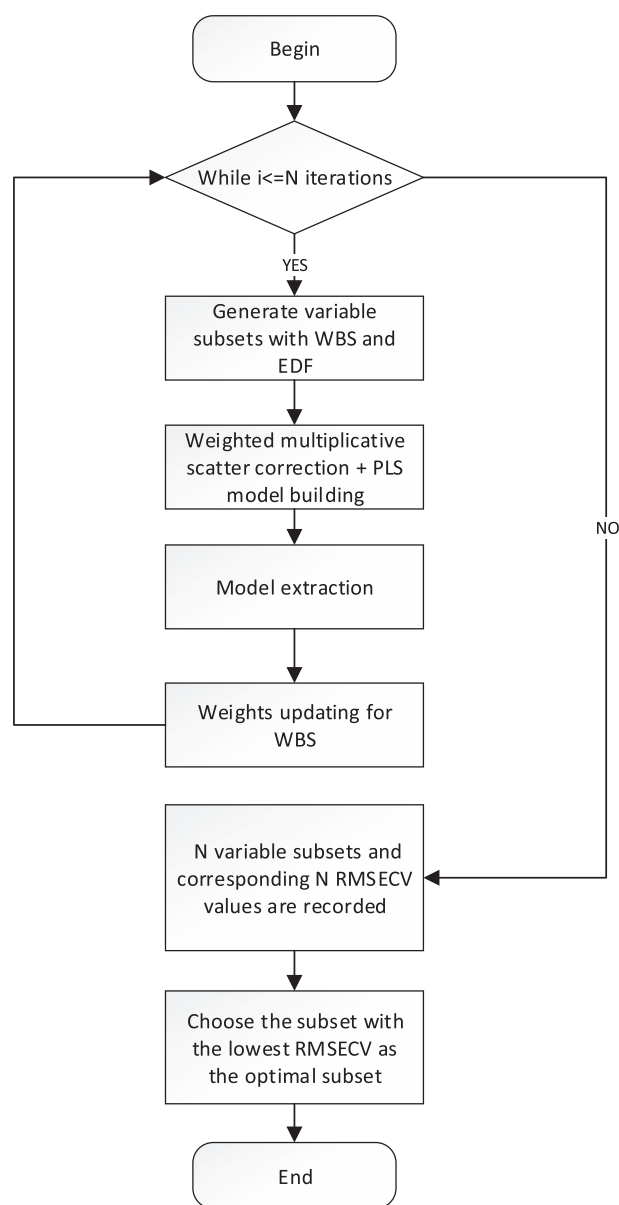 Begin
While i<=N iterations
YES
Generate variable
subsets with WBS and
EDF
Weighted multiplicative
scatter correction + PLS
model building
NO
Model extraction
Weights updating for
WBS
N variable subsets and
corresponding N RMSECV
values are recorded
Choose the subset with
the lowest RMSECV as
the optimal subset
End